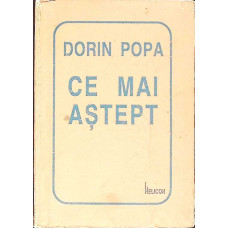 DORIN POPA
CE MAI
AȘTEPT
HELICON